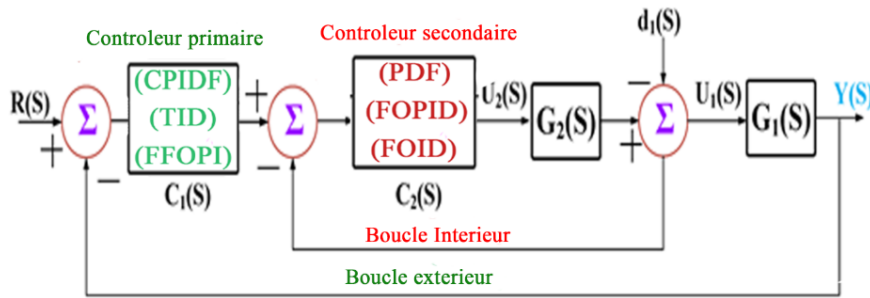 Controleur primaire
Controleur secondaire
d₁(S)
R(S)
+
−
Σ
(CPIDF)
(TID)
(FFOPI)
C₁(S)
+
−
Σ
(PDF)
(FOPID)
(FOID)
C₂(S)
U₂(S)
G₂(S)
−
+
Σ
U₁(S)
G₁(S)
Y(S)
Boucle Interieur
Boucle exterieur